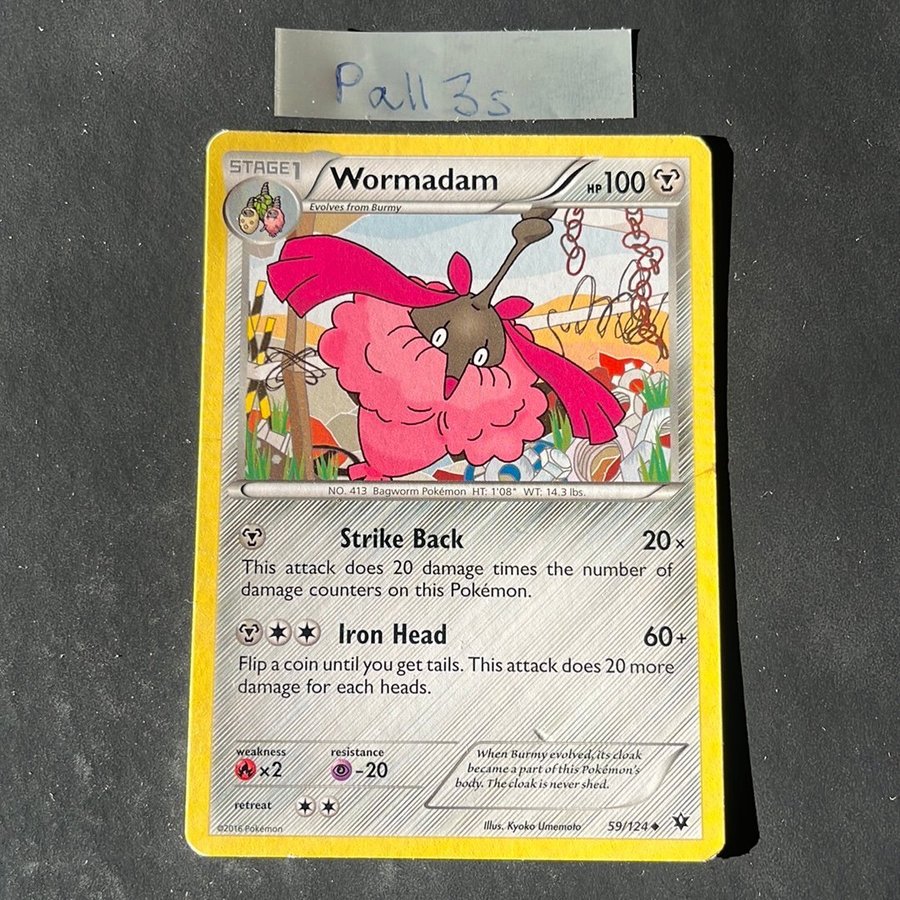 Pall 3s
STAGE 1 Wormadam HP 100
Evolves from Burmy
NO. 413 Bagworm Pokémon HT: 1'08" WT: 14.3 lbs.
Strike Back 20×
This attack does 20 damage times the number of
damage counters on this Pokémon.
Iron Head 60+
Flip a coin until you get tails. This attack does 20 more
damage for each heads.
weakness resistance
×2 -20
When Burmy evolved, its cloak
became a part of this Pokémon's
body. The cloak is never shed.
retreat
©2016 Pokémon Illus. Kyoko Umemoto 59/124